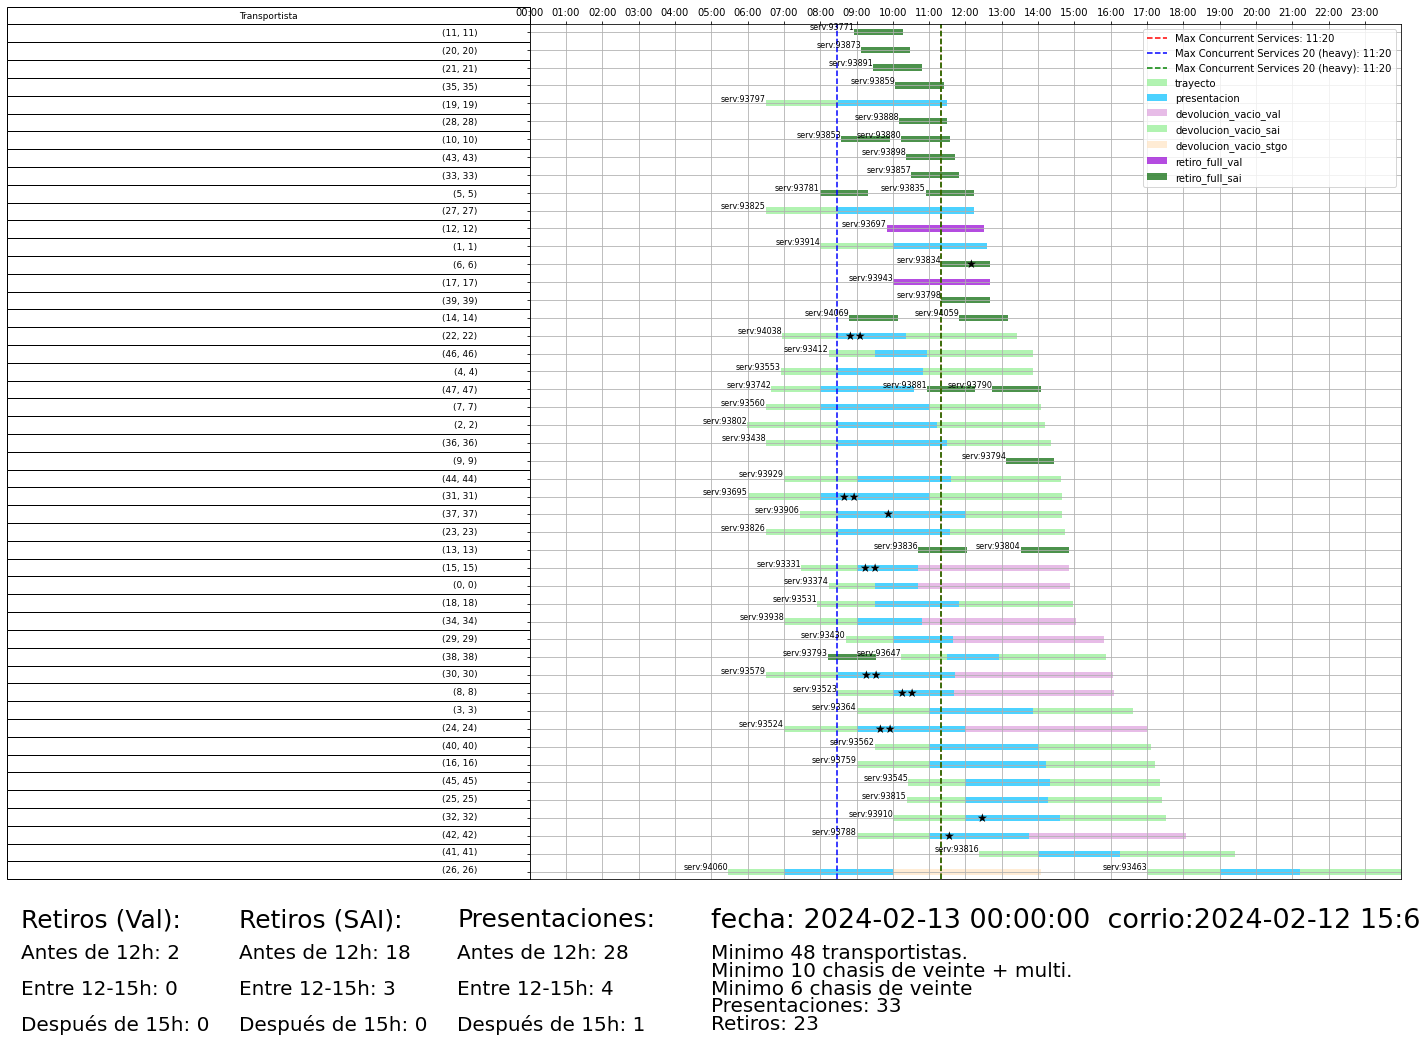 Transportista
00:00 01:00 02:00 03:00 04:00 05:00 06:00 07:00 08:00 09:00 10:00 11:00 12:00 13:00 14:00 15:00 16:00 17:00 18:00 19:00 20:00 21:00 22:00 23:00
Max Concurrent Services: 11:20
Max Concurrent Services 20 (heavy): 11:20
Max Concurrent Services 20 (heavy): 11:20
trayecto
presentacion
devolucion_vacio_val
devolucion_vacio_sai
devolucion_vacio_stgo
retiro_full_val
retiro_full_sai
(11, 11) serv:93771
(20, 20) serv:93873
(21, 21) serv:93891
(35, 35) serv:93859
(19, 19) serv:93797
(28, 28) serv:93888
(10, 10) serv:93853 serv:93880
(43, 43) serv:93898
(33, 33) serv:93857
(5, 5) serv:93781 serv:93835
(27, 27) serv:93825
(12, 12) serv:93697
(1, 1) serv:93914
(6, 6) serv:93834
(17, 17) serv:93943
(39, 39) serv:93798
(14, 14) serv:94069 serv:94059
(22, 22) serv:94038
(46, 46) serv:93412
(4, 4) serv:93553
(47, 47) serv:93742 serv:93881 serv:93790
(7, 7) serv:93560
(2, 2) serv:93802
(36, 36) serv:93438
(9, 9) serv:93794
(44, 44) serv:93929
(31, 31) serv:93695
(37, 37) serv:93906
(23, 23) serv:93826
(13, 13) serv:93836 serv:93804
(15, 15) serv:93331
(0, 0) serv:93374
(18, 18) serv:93531
(34, 34) serv:93938
(29, 29) serv:93430
(38, 38) serv:93793 serv:93647
(30, 30) serv:93579
(8, 8) serv:93523
(3, 3) serv:93364
(24, 24) serv:93524
(40, 40) serv:93562
(16, 16) serv:93759
(45, 45) serv:93545
(25, 25) serv:93815
(32, 32) serv:93910
(42, 42) serv:93788
(41, 41) serv:93816
(26, 26) serv:94060 serv:93463
Retiros (Val):
Antes de 12h: 2
Entre 12-15h: 0
Después de 15h: 0
Retiros (SAI):
Antes de 12h: 18
Entre 12-15h: 3
Después de 15h: 0
Presentaciones:
Antes de 12h: 28
Entre 12-15h: 4
Después de 15h: 1
fecha: 2024-02-13 00:00:00 corrio:2024-02-12 15:6
Minimo 48 transportistas.
Minimo 10 chasis de veinte + multi.
Minimo 6 chasis de veinte
Presentaciones: 33
Retiros: 23